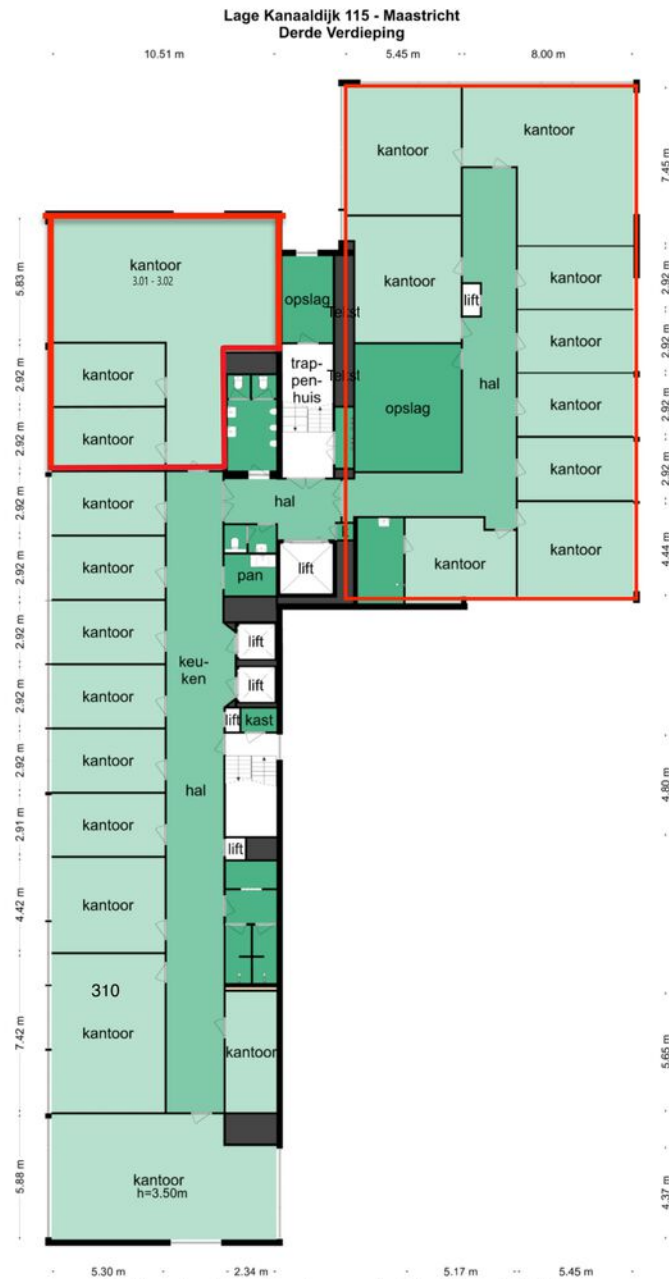 Lage Kanaaldijk 115 - Maastricht
Derde Verdieping
10.51 m
5.45 m
8.00 m
kantoor
kantoor
7.45 m
kantoor
3.01 - 3.02
5.83 m
kantoor
opslag
Tekst
lift
kantoor
2.92 m
kantoor
2.92 m
trap-
pen-
huis
Tekst
kantoor
2.92 m
opslag
hal
kantoor
2.92 m
kantoor
2.92 m
kantoor
2.92 m
kantoor
2.92 m
hal
kantoor
4.44 m
kantoor
kantoor
2.92 m
lift
pan
kantoor
2.92 m
lift
keu-
ken
kantoor
2.92 m
lift
lift
kast
kantoor
2.92 m
hal
4.80 m
kantoor
2.91 m
lift
kantoor
4.42 m
310
kantoor
7.42 m
kantoor
5.65 m
kantoor
h=3.50m
5.88 m
4.37 m
5.30 m
2.34 m
5.17 m
5.45 m